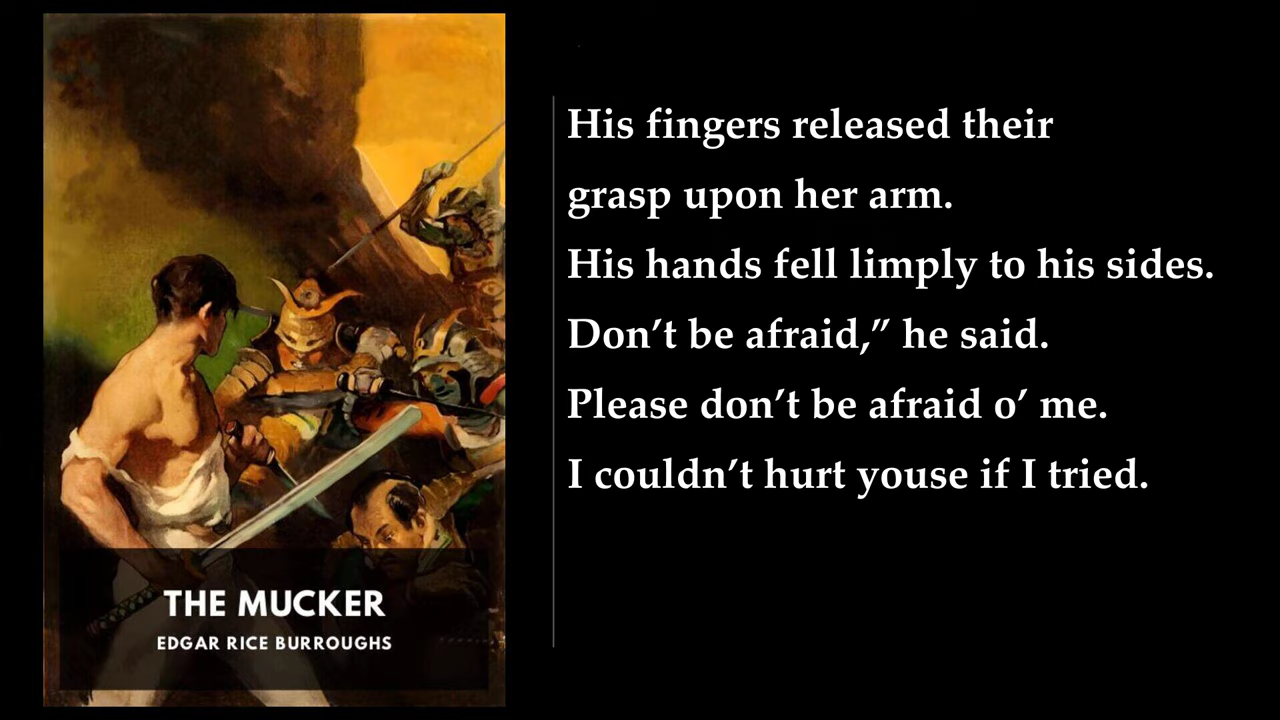 His fingers released their
grasp upon her arm.
His hands fell limply to his sides.
Don’t be afraid,” he said.
Please don’t be afraid o’ me.
I couldn’t hurt youse if I tried.
THE MUCKER
EDGAR RICE BURROUGHS